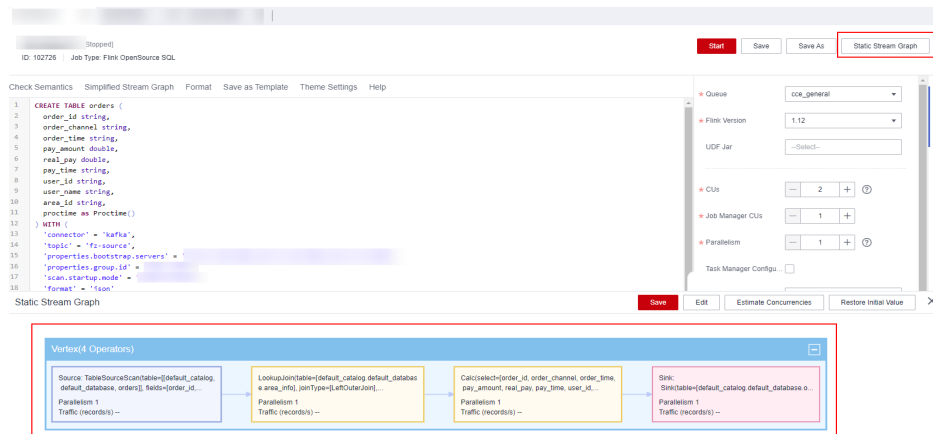 [Stopped]
Start
Save
Save As
Static Stream Graph
ID: 102726
Job Type: Flink OpenSource SQL
Check Semantics
Simplified Stream Graph
Format
Save as Template
Theme Settings
Help
1 CREATE TABLE orders (
2 order_id string,
3 order_channel string,
4 order_time string,
5 pay_amount double,
6 real_pay double,
7 pay_time string,
8 user_id string,
9 user_name string,
10 area_id string,
11 proctime as Proctime()
12 ) WITH (
13 'connector' = 'kafka',
14 'topic' = 'fz-source',
15 'properties.bootstrap.servers' = '
16 'properties.group.id' =
17 'scan.startup.mode' = '
18 'format' = 'json'
* Queue
cce_general
* Flink Version
1.12
UDF Jar
--Select--
* CUs
2
* Job Manager CUs
1
* Parallelism
1
Task Manager Configu...
Static Stream Graph
Save
Edit
Estimate Concurrencies
Restore Initial Value
Vertex(4 Operators)
Source: TableSourceScan(table=[[default_catalog,
default_database, orders]], fields=[order_id,...
Parallelism 1
Traffic (records/s) --
LookupJoin(table=[default_catalog.default_databas
e.area_info], joinType=[LeftOuterJoin],...
Parallelism 1
Traffic (records/s) --
Calc(select=[order_id, order_channel, order_time,
pay_amount, real_pay, pay_time, user_id,...
Parallelism 1
Traffic (records/s) --
Sink:
Sink(table=[default_catalog.default_database.o...
Parallelism 1
Traffic (records/s) --